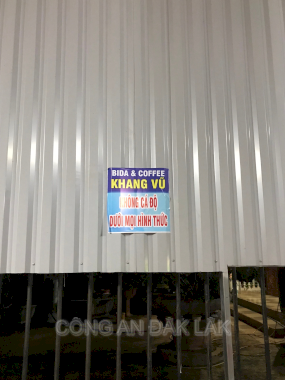 BIDA & COFFEE
KHANG VŨ
KHÔNG CÁ ĐỘ
DƯỚI MỌI HÌNH THỨC
CÔNG AN ĐẮK LẮK